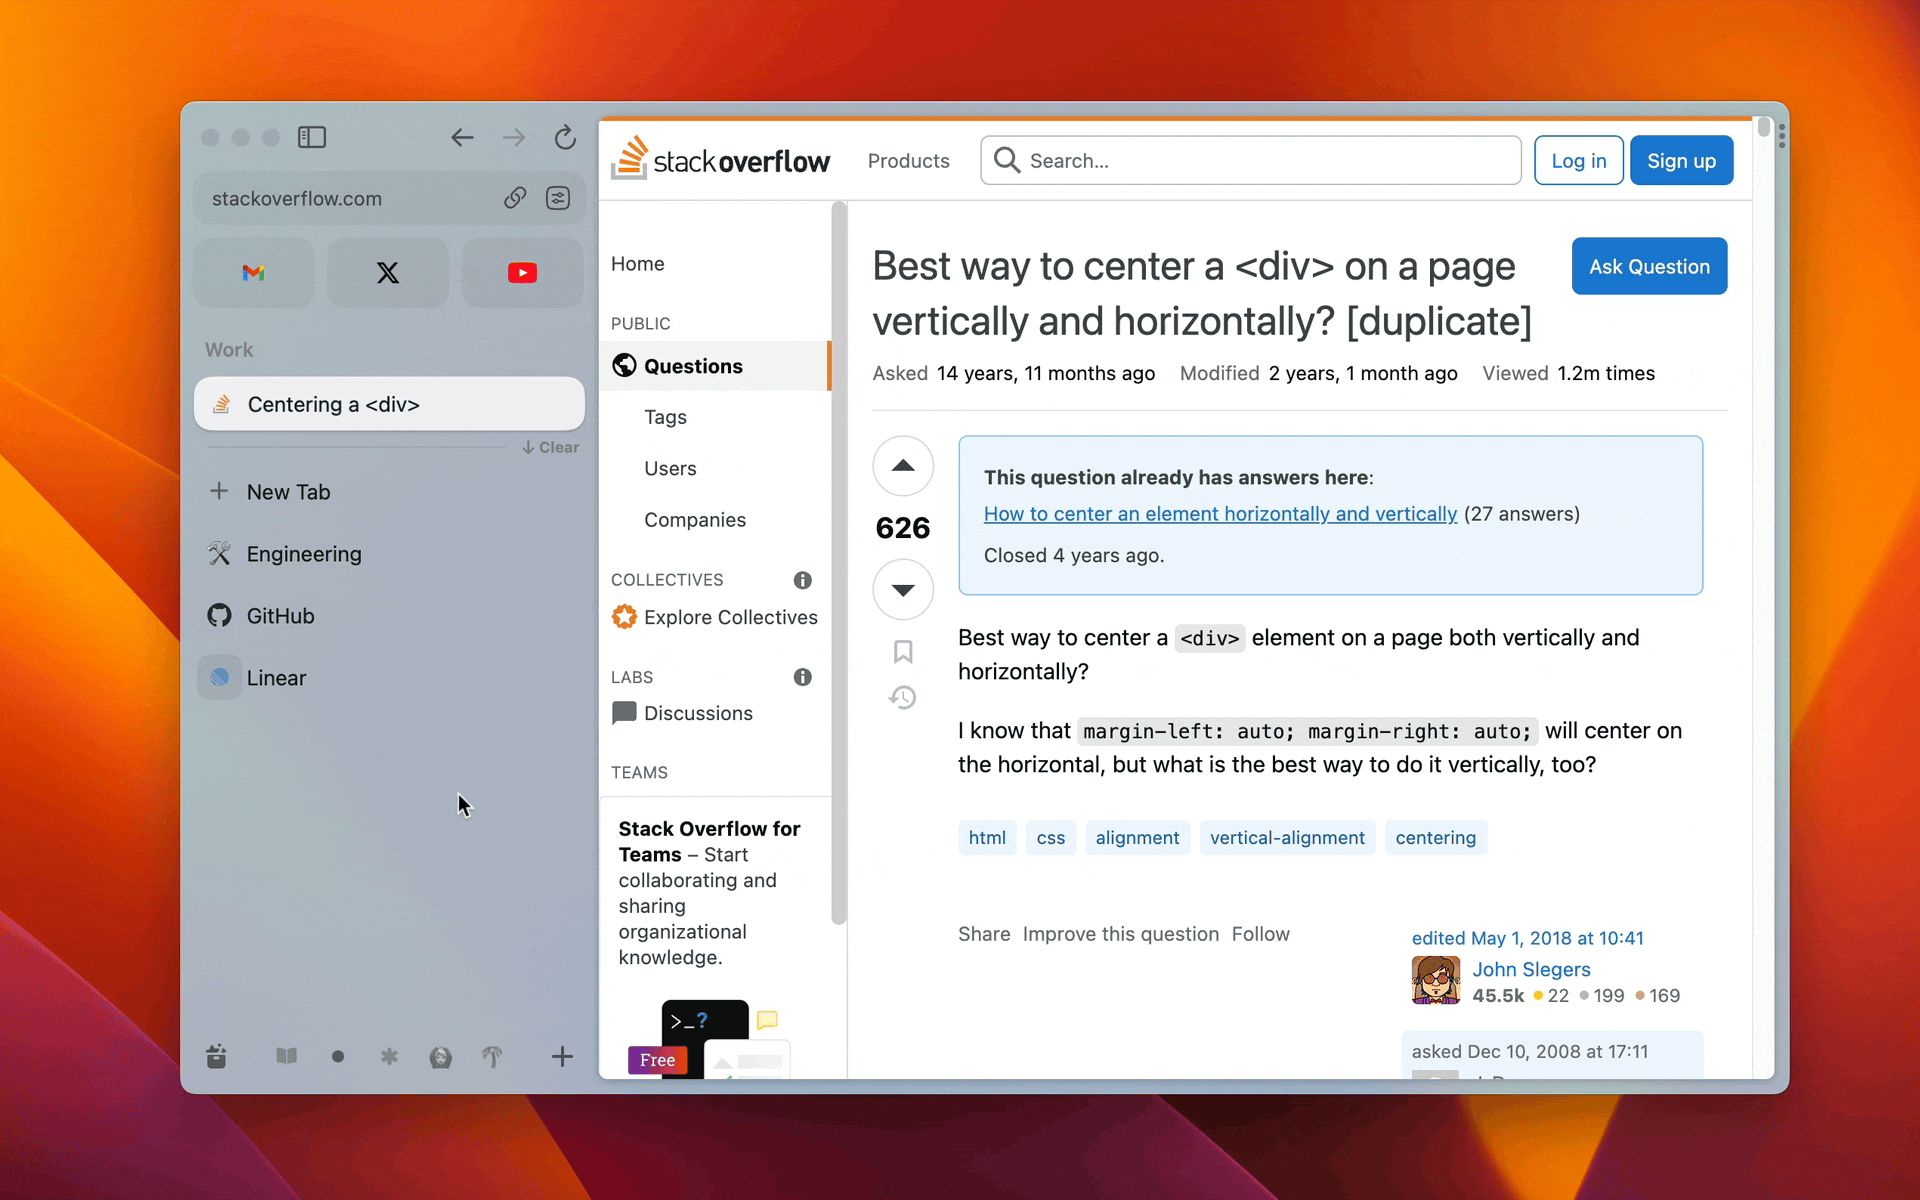 stackoverflow.com
Work
Centering a <div>
↓ Clear
+ New Tab
Engineering
GitHub
Linear
stackoverflow
Products
Search...
Log in
Sign up
Home
PUBLIC
Questions
Tags
Users
Companies
COLLECTIVES
Explore Collectives
LABS
Discussions
TEAMS
Stack Overflow for
Teams – Start
collaborating and
sharing
organizational
knowledge.
>_?
Free
Best way to center a <div> on a page
vertically and horizontally? [duplicate]
Ask Question
Asked 14 years, 11 months ago Modified 2 years, 1 month ago Viewed 1.2m times
626
This question already has answers here:
How to center an element horizontally and vertically (27 answers)
Closed 4 years ago.
Best way to center a <div> element on a page both vertically and
horizontally?
I know that margin-left: auto; margin-right: auto; will center on
the horizontal, but what is the best way to do it vertically, too?
html css alignment vertical-alignment centering
Share Improve this question Follow
edited May 1, 2018 at 10:41
John Slegers
45.5k 22 199 169
asked Dec 10, 2008 at 17:11